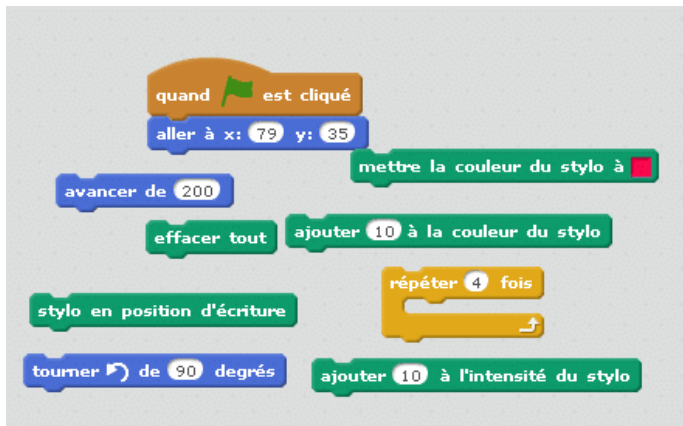 quand est cliqué
aller à x: 79 y: 35
mettre la couleur du stylo à
avancer de 200
effacer tout
ajouter 10 à la couleur du stylo
répéter 4 fois
stylo en position d'écriture
tourner de 90 degrés
ajouter 10 à l'intensité du stylo